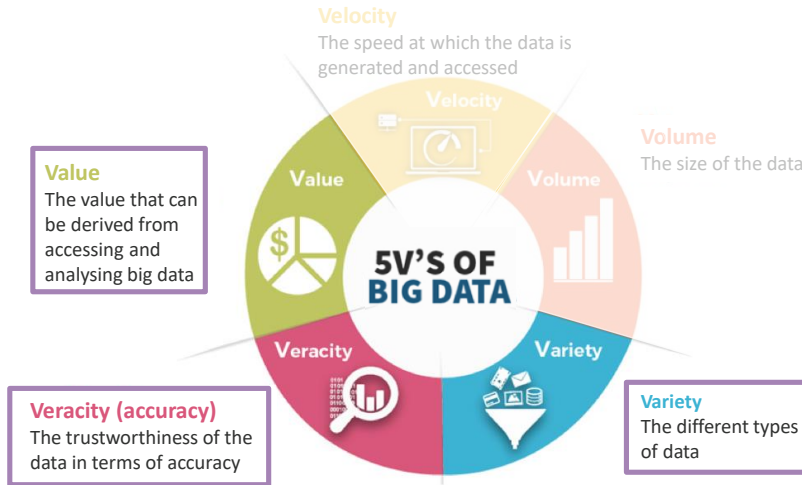 Velocity
The speed at which the data is
generated and accessed
Velocity
Value
The value that can
be derived from
accessing and
analysing big data
Value
Volume
Volume
The size of the data
$
5V'S OF
BIG DATA
Veracity
Variety
Veracity (accuracy)
The trustworthiness of the
data in terms of accuracy
Variety
The different types
of data